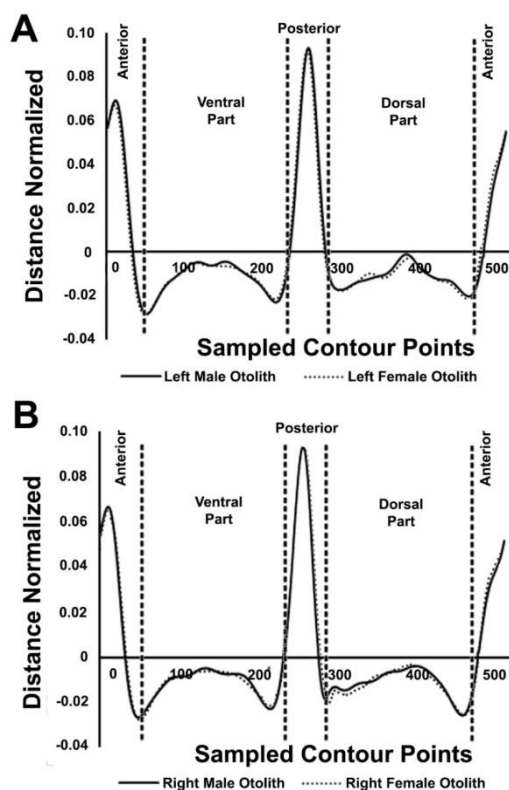 A
Distance Normalized
0.10
0.08
0.06
0.04
0.02
0
-0.02
-0.04
Anterior
Ventral
Part
Posterior
Dorsal
Part
Anterior
0 100 200 300 400 500
Sampled Contour Points
Left Male Otolith Left Female Otolith
B
Distance Normalized
0.10
0.08
0.06
0.04
0.02
0
-0.02
-0.04
Anterior
Ventral
Part
Posterior
Dorsal
Part
Anterior
0 100 200 300 400 500
Sampled Contour Points
Right Male Otolith Right Female Otolith